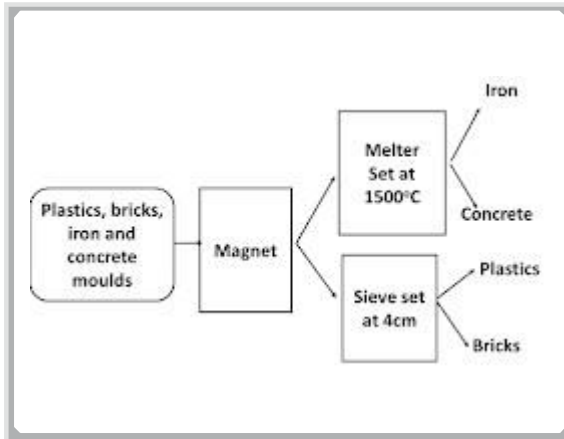 Iron
Melter
Set at
1500°C
Concrete
Plastics, bricks,
iron and
concrete
moulds
Magnet
Plastics
Sieve set
at 4cm
Bricks